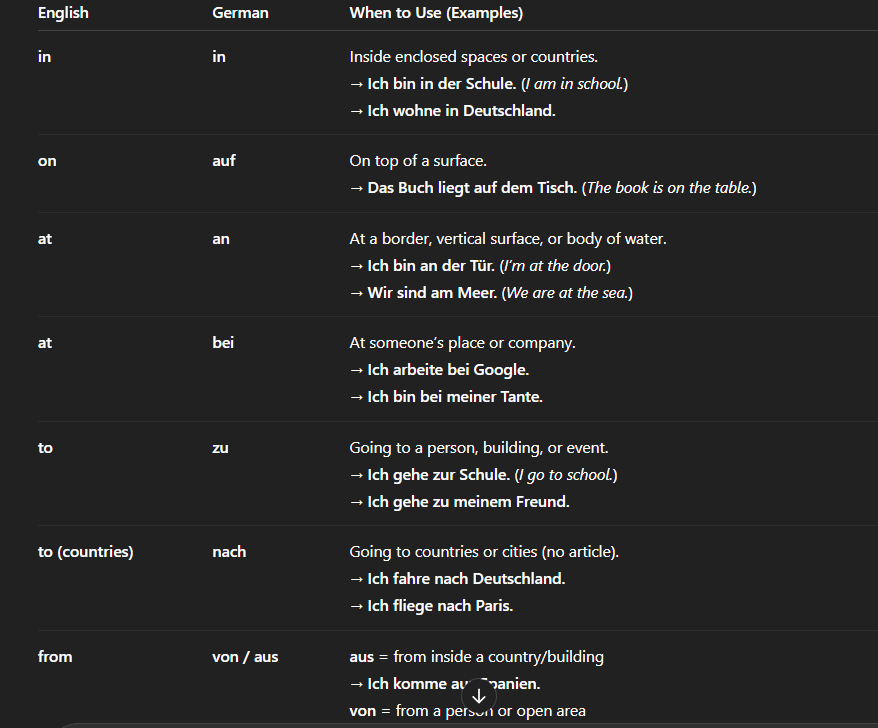 English German When to Use (Examples)
in in Inside enclosed spaces or countries.
→ Ich bin in der Schule. (I am in school.)
→ Ich wohne in Deutschland.
on auf On top of a surface.
→ Das Buch liegt auf dem Tisch. (The book is on the table.)
at an At a border, vertical surface, or body of water.
→ Ich bin an der Tür. (I’m at the door.)
→ Wir sind am Meer. (We are at the sea.)
at bei At someone’s place or company.
→ Ich arbeite bei Google.
→ Ich bin bei meiner Tante.
to zu Going to a person, building, or event.
→ Ich gehe zur Schule. (I go to school.)
→ Ich gehe zu meinem Freund.
to (countries) nach Going to countries or cities (no article).
→ Ich fahre nach Deutschland.
→ Ich fliege nach Paris.
from von / aus aus = from inside a country/building
→ Ich komme aus Spanien.
von = from a person or open area